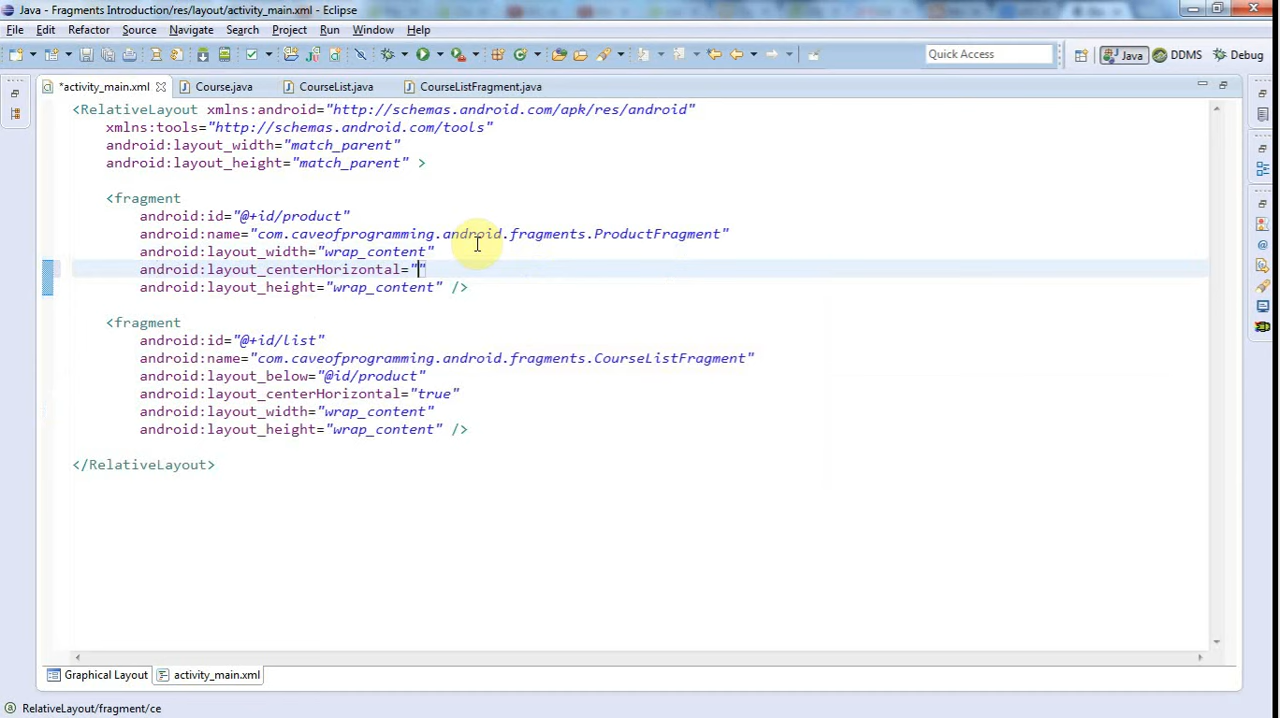 Java - Fragments Introduction/res/layout/activity_main.xml - Eclipse
File Edit Refactor Source Navigate Search Project Run Window Help
Quick Access Java DDMS Debug
*activity_main.xml Course.java CourseList.java CourseListFragment.java
<RelativeLayout xmlns:android="http://schemas.android.com/apk/res/android"
xmlns:tools="http://schemas.android.com/tools"
android:layout_width="match_parent"
android:layout_height="match_parent" >
<fragment
android:id="@+id/product"
android:name="com.caveofprogramming.android.fragments.ProductFragment"
android:layout_width="wrap_content"
android:layout_centerHorizontal=""
android:layout_height="wrap_content" />
<fragment
android:id="@+id/list"
android:name="com.caveofprogramming.android.fragments.CourseListFragment"
android:layout_below="@id/product"
android:layout_centerHorizontal="true"
android:layout_width="wrap_content"
android:layout_height="wrap_content" />
</RelativeLayout>
Graphical Layout activity_main.xml
RelativeLayout/fragment/ce